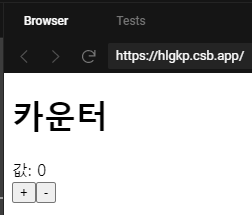 Browser Tests
https://hlgkp.csb.app/
카운터
값: 0
+ -